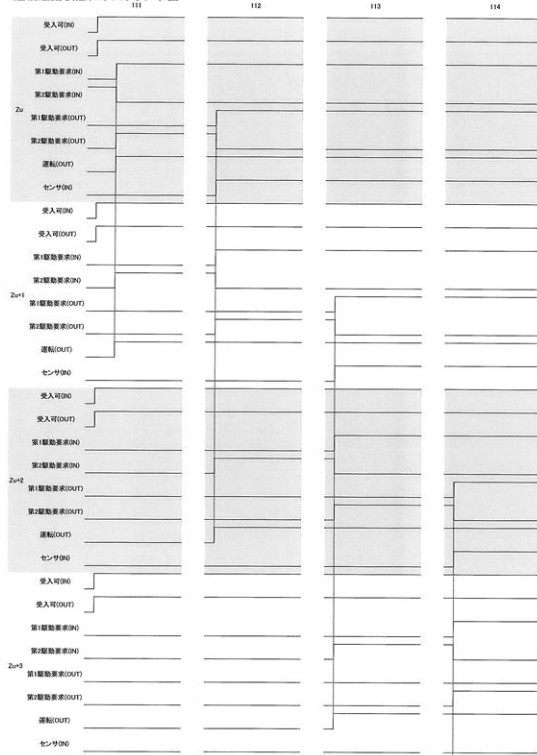 111 112 113 114
Zu
受入可(IN)
受入可(OUT)
第1駆動要求(IN)
第2駆動要求(IN)
第1駆動要求(OUT)
第2駆動要求(OUT)
運転(OUT)
センサ(IN)
Zu+1
受入可(IN)
受入可(OUT)
第1駆動要求(IN)
第2駆動要求(IN)
第1駆動要求(OUT)
第2駆動要求(OUT)
運転(OUT)
センサ(IN)
Zu+2
受入可(IN)
受入可(OUT)
第1駆動要求(IN)
第2駆動要求(IN)
第1駆動要求(OUT)
第2駆動要求(OUT)
運転(OUT)
センサ(IN)
Zu+3
受入可(IN)
受入可(OUT)
第1駆動要求(IN)
第2駆動要求(IN)
第1駆動要求(OUT)
第2駆動要求(OUT)
運転(OUT)
センサ(IN)